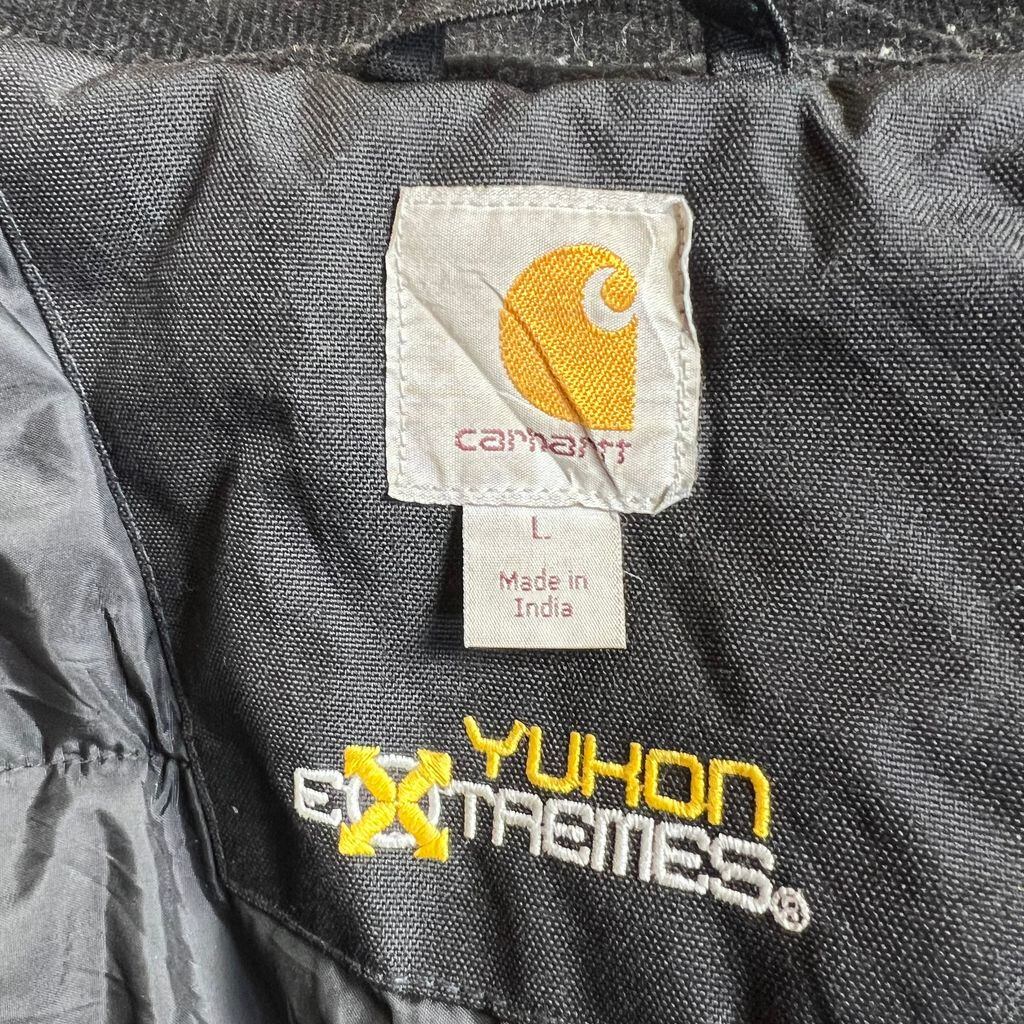 carhartt
L
Made in
India
YUKON
EXTREMES®